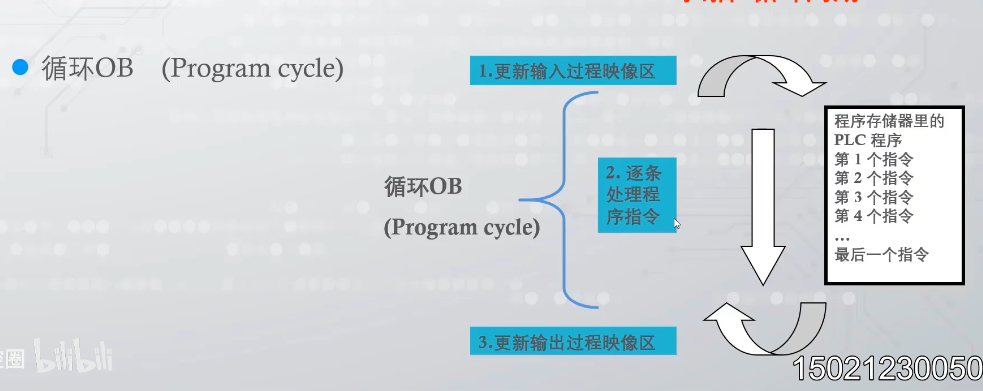 循环OB (Program cycle)
1.更新输入过程映像区
程序存储器里的
PLC 程序
第 1 个指令
第 2 个指令
第 3 个指令
第 4 个指令
...
最后一个指令
2. 逐条
处理程
序指令
循环OB
(Program cycle)
3.更新输出过程映像区
圈 bilibili
15021230050